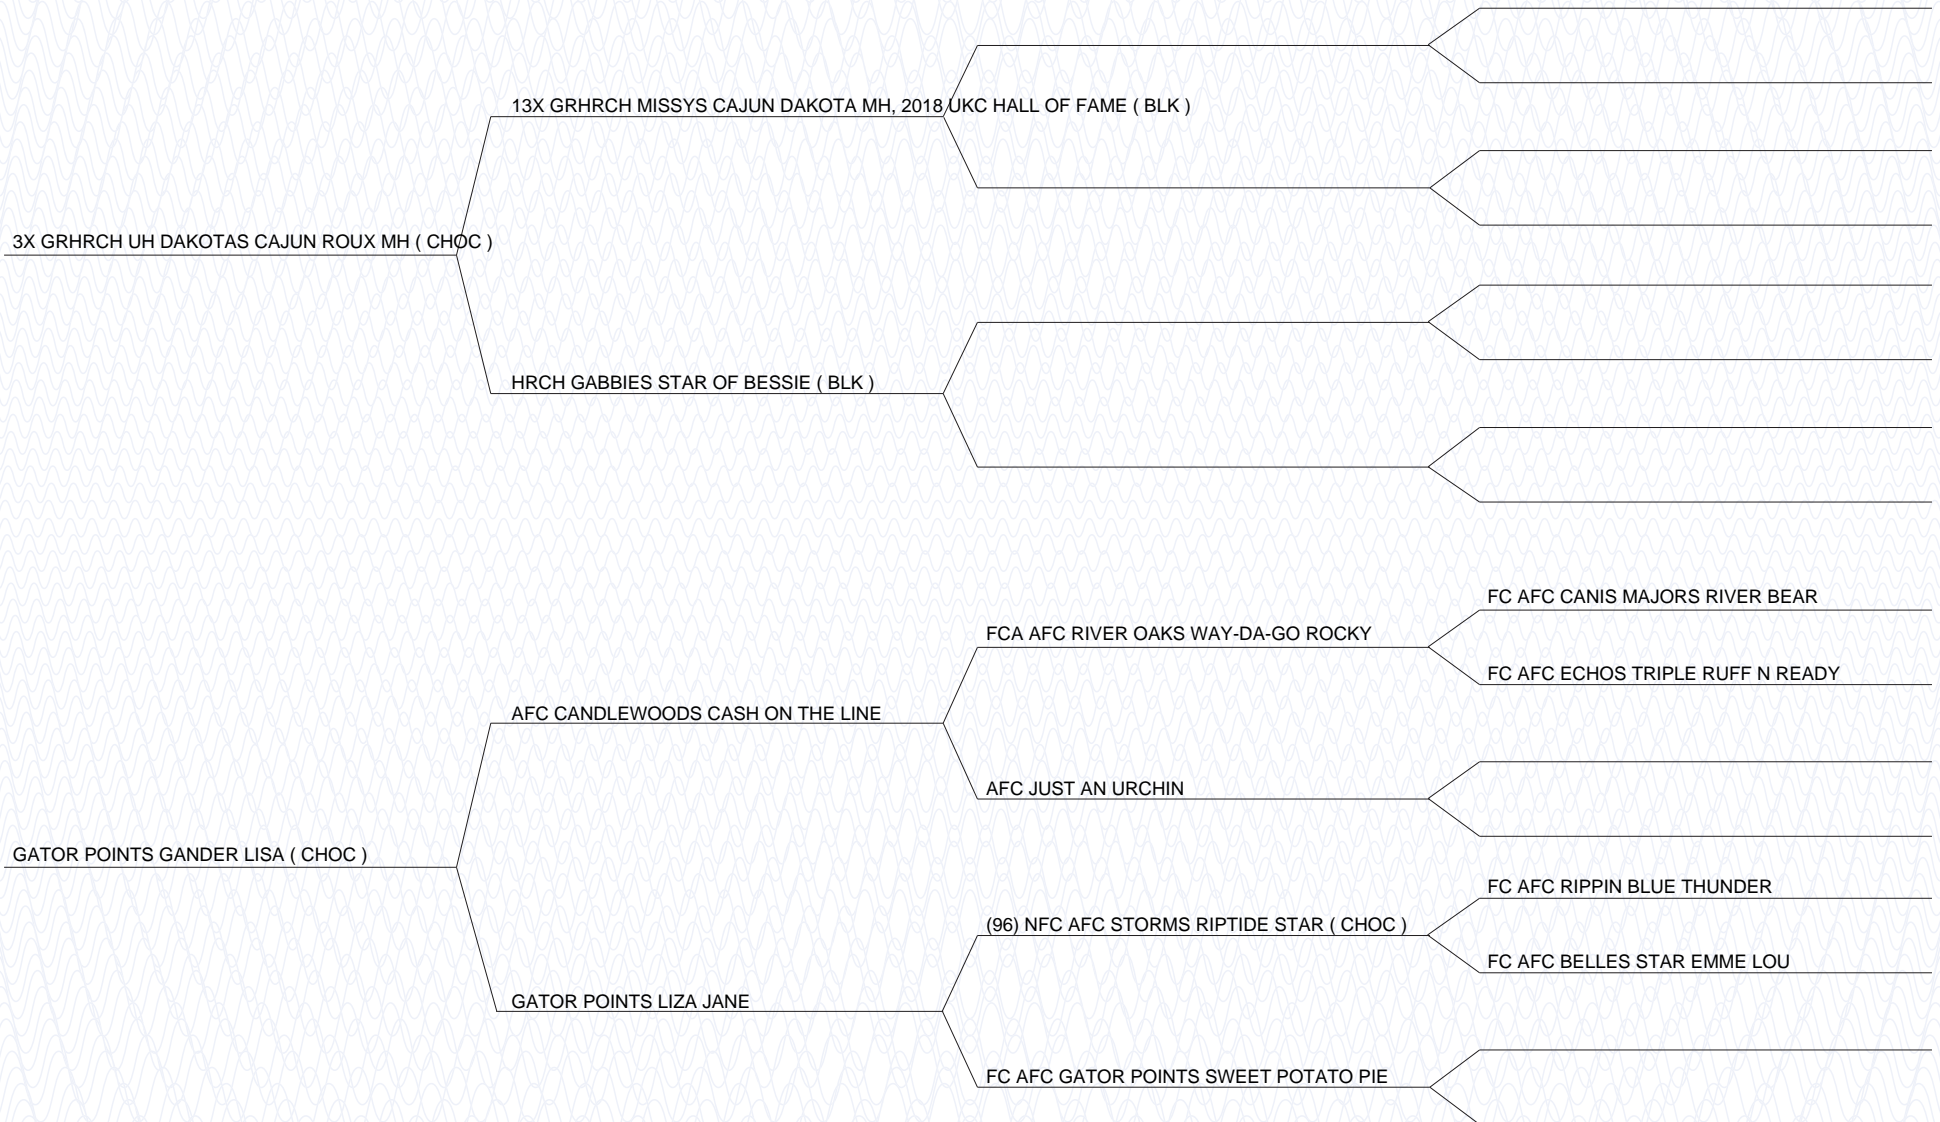 13X GRHRCH MISSYS CAJUN DAKOTA MH, 2018 UKC HALL OF FAME ( BLK )
3X GRHRCH UH DAKOTAS CAJUN ROUX MH ( CHOC )
HRCH GABBIES STAR OF BESSIE ( BLK )
FC AFC CANIS MAJORS RIVER BEAR
FCA AFC RIVER OAKS WAY-DA-GO ROCKY
FC AFC ECHOS TRIPLE RUFF N READY
AFC CANDLEWOODS CASH ON THE LINE
AFC JUST AN URCHIN
GATOR POINTS GANDER LISA ( CHOC )
FC AFC RIPPIN BLUE THUNDER
(96) NFC AFC STORMS RIPTIDE STAR ( CHOC )
FC AFC BELLES STAR EMME LOU
GATOR POINTS LIZA JANE
FC AFC GATOR POINTS SWEET POTATO PIE